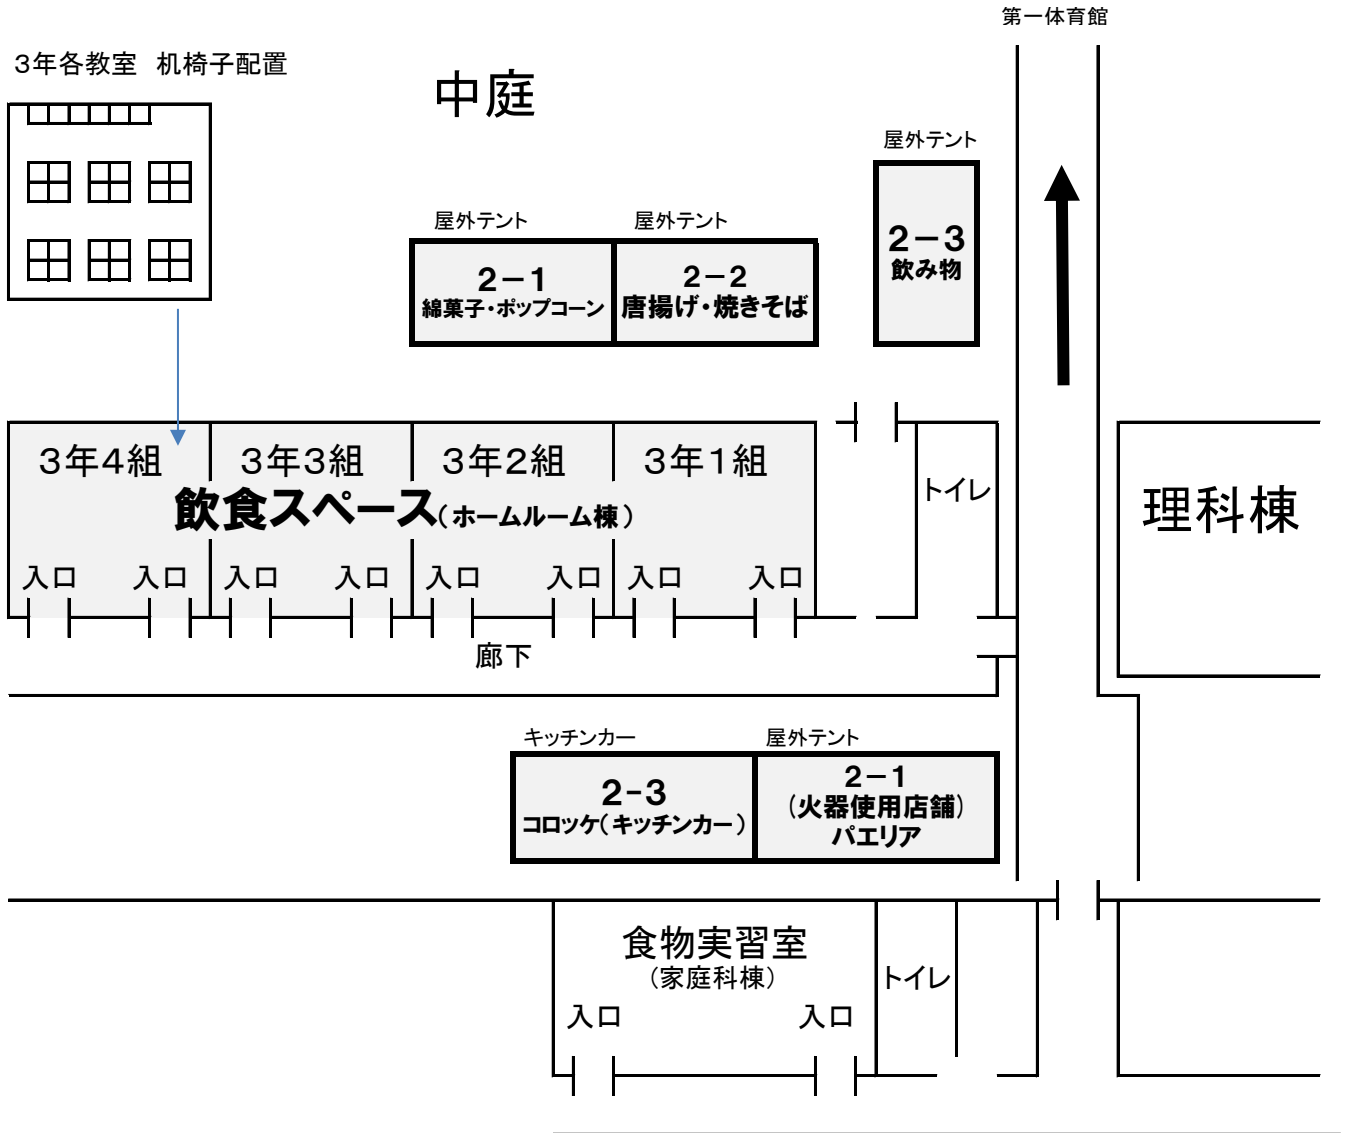 第一体育館
３年各教室　机椅子配置
中庭
屋外テント
屋外テント
屋外テント
２－３
飲み物
２－１
綿菓子・ポップコーン
２－２
唐揚げ・焼きそば
３年４組
３年３組
３年２組
３年１組
トイレ
理科棟
飲食スペース（ホームルーム棟）
入口
入口
入口
入口
入口
入口
入口
入口
廊下
キッチンカー
屋外テント
２-３
コロッケ（キッチンカー）
２－１
（火器使用店舗）
パエリア
食物実習室
（家庭科棟）
トイレ
入口
入口